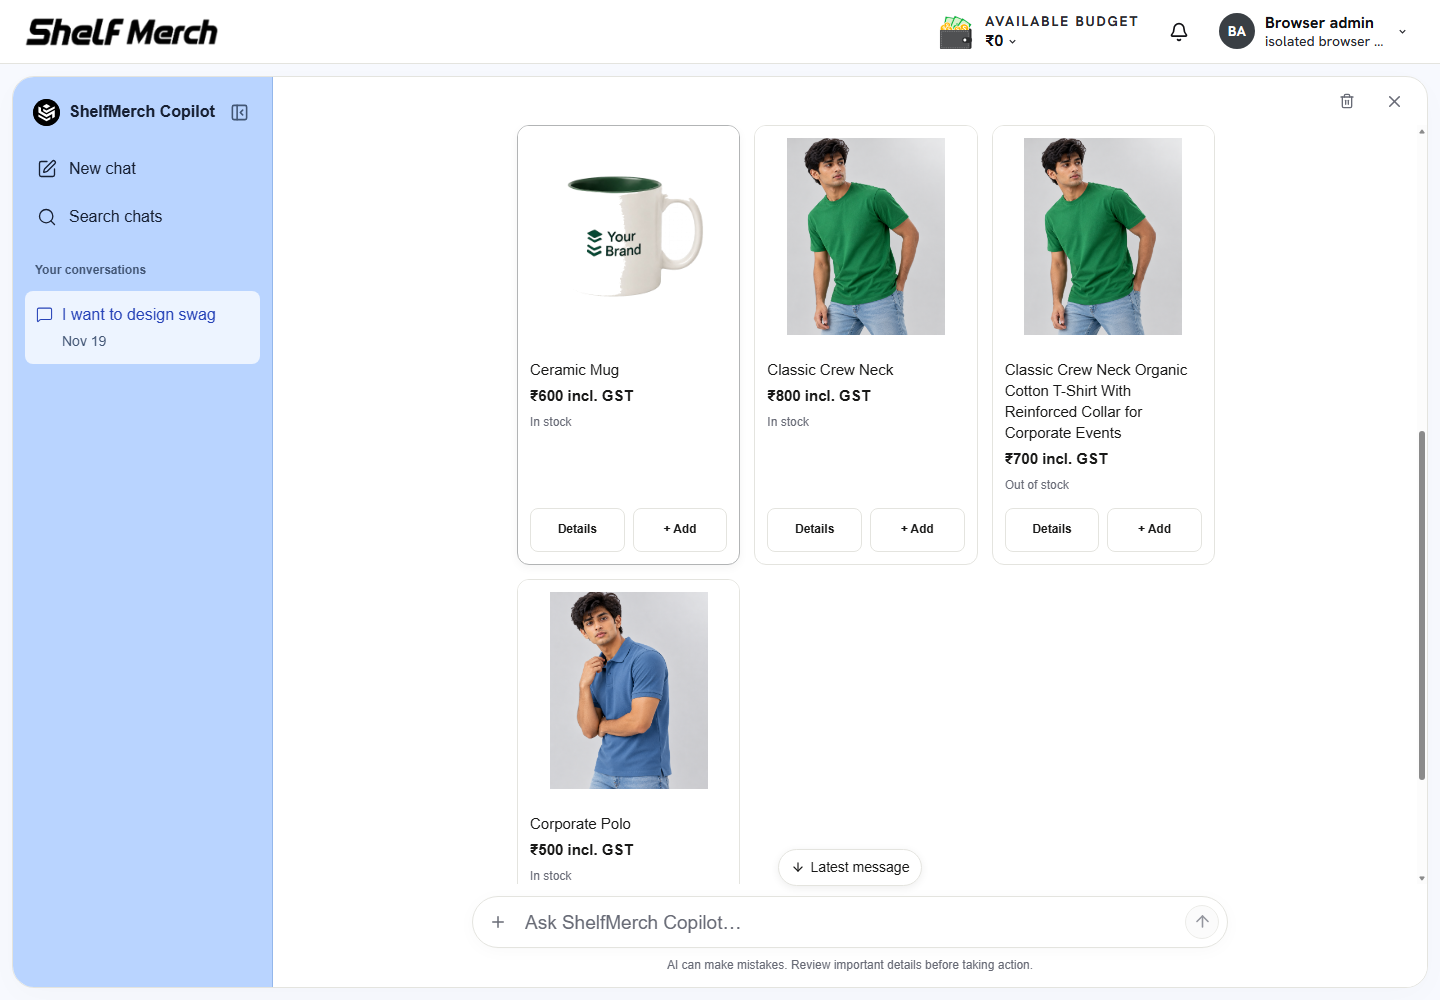 Shelf Merch
AVAILABLE BUDGET
₹0
BA
Browser admin
isolated browser ...
ShelfMerch Copilot
New chat
Search chats
Your conversations
I want to design swag
Nov 19
Your
Brand
Ceramic Mug
₹600 incl. GST
In stock
Details
+ Add
Classic Crew Neck
₹800 incl. GST
In stock
Details
+ Add
Classic Crew Neck Organic
Cotton T-Shirt With
Reinforced Collar for
Corporate Events
₹700 incl. GST
Out of stock
Details
+ Add
Corporate Polo
₹500 incl. GST
In stock
Latest message
Ask ShelfMerch Copilot...
AI can make mistakes. Review important details before taking action.